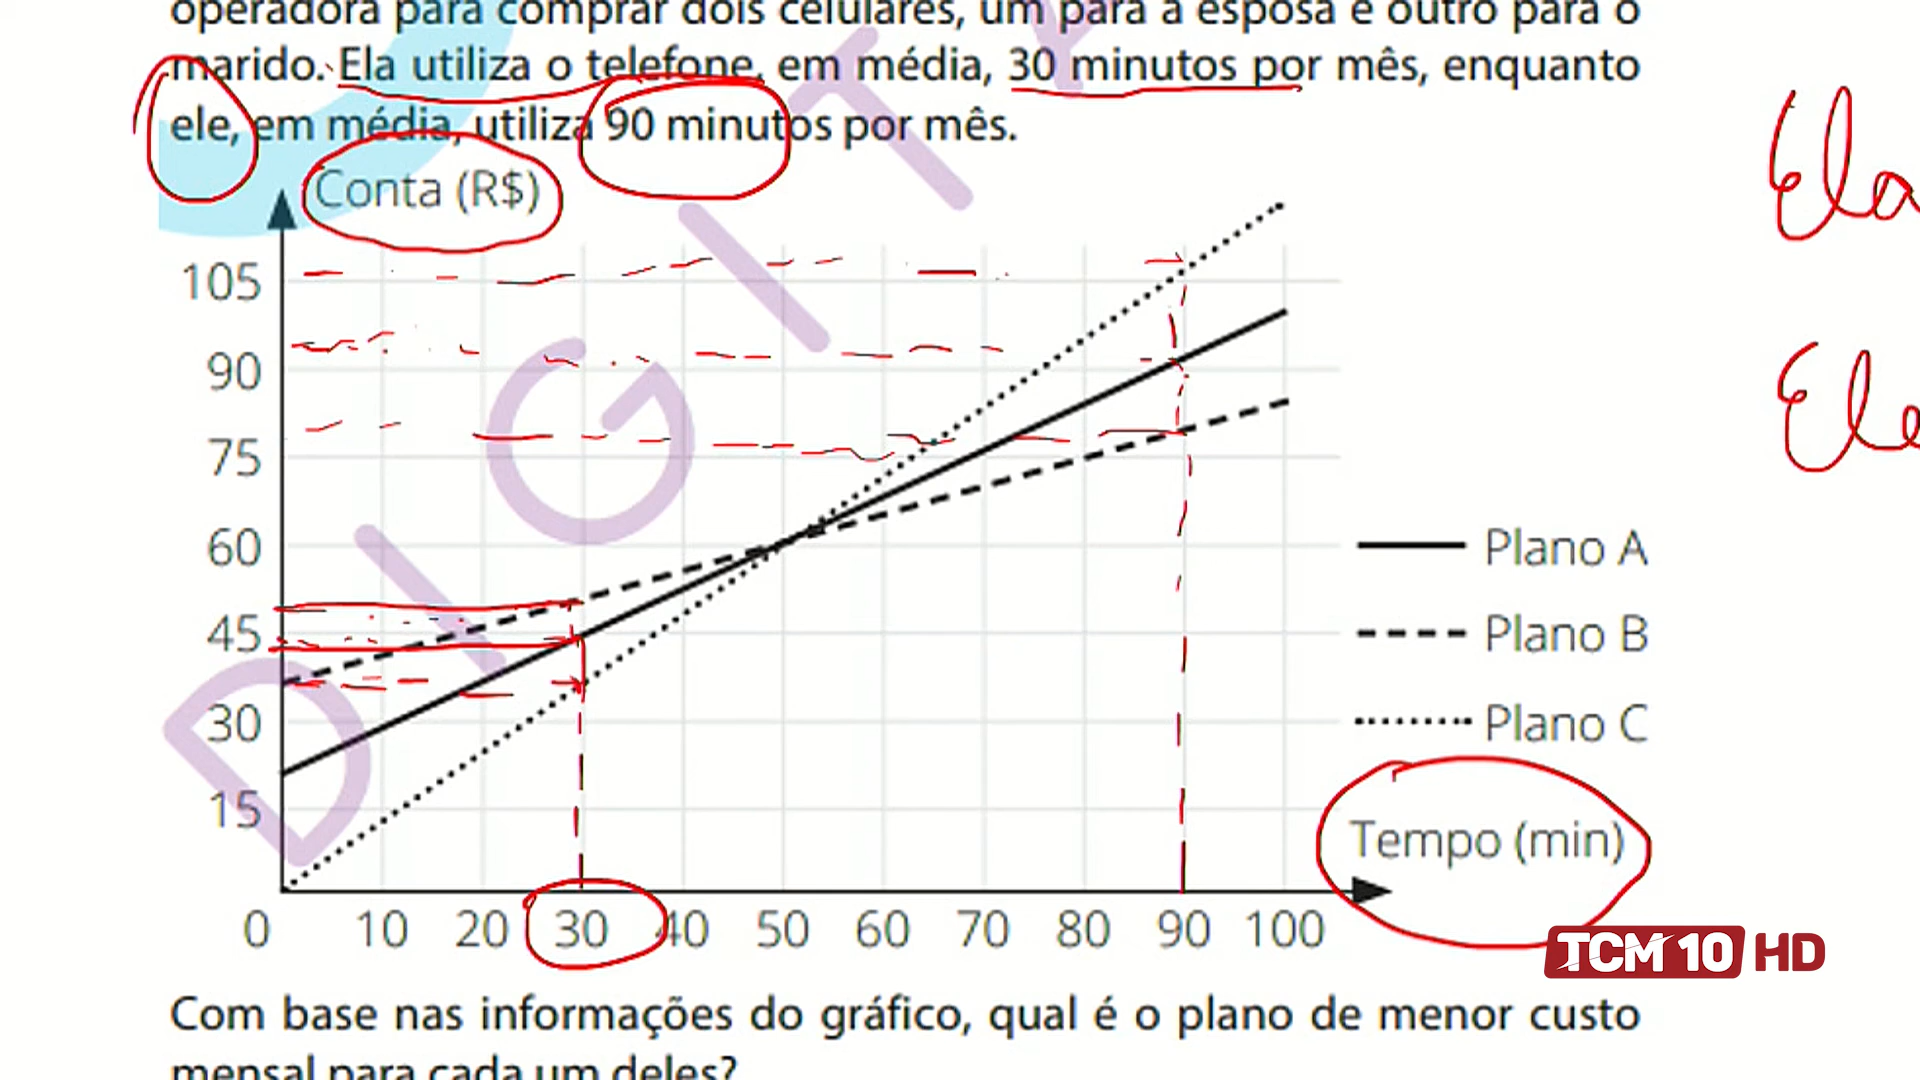 operadora para comprar dois celulares, um para a esposa e outro para o
marido. Ela utiliza o telefone, em média, 30 minutos por mês, enquanto
ele, em média, utiliza 90 minutos por mês.
Conta (R$)
105
90
75
60
45
30
15
0 10 20 30 40 50 60 70 80 90 100
Tempo (min)
Plano A
Plano B
Plano C
Ela
Ele
DIGITA
TCM 10 HD
Com base nas informações do gráfico, qual é o plano de menor custo
mensal para cada um deles?